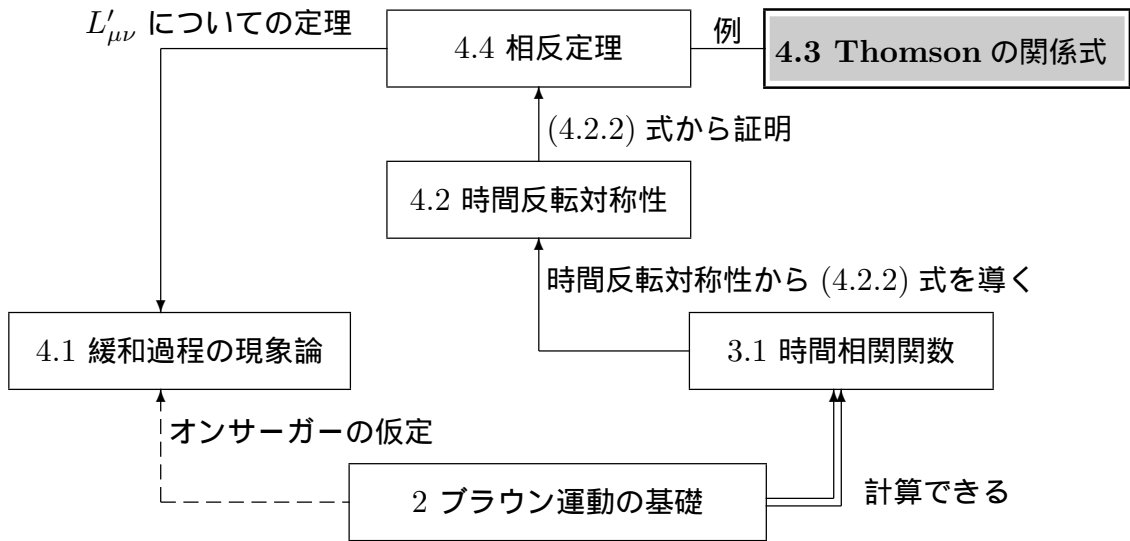 L′μν についての定理
4.4 相反定理
例
4.3 Thomson の関係式
(4.2.2) 式から証明
4.2 時間反転対称性
時間反転対称性から (4.2.2) 式を導く
4.1 緩和過程の現象論
3.1 時間相関関数
オンサーガーの仮定
2 ブラウン運動の基礎
計算できる